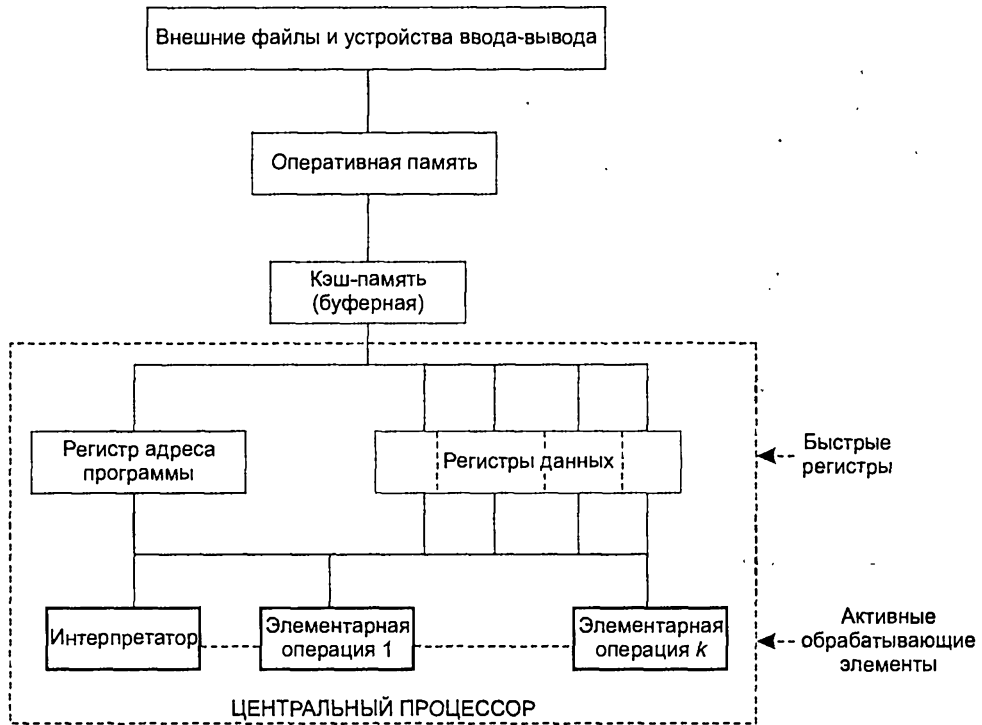 Внешние файлы и устройства ввода-вывода
Оперативная память
Кэш-память
(буферная)
Регистр адреса
программы
Регистры данных
Быстрые
регистры
Интерпретатор
Элементарная
операция 1
Элементарная
операция k
Активные
обрабатывающие
элементы
ЦЕНТРАЛЬНЫЙ ПРОЦЕССОР